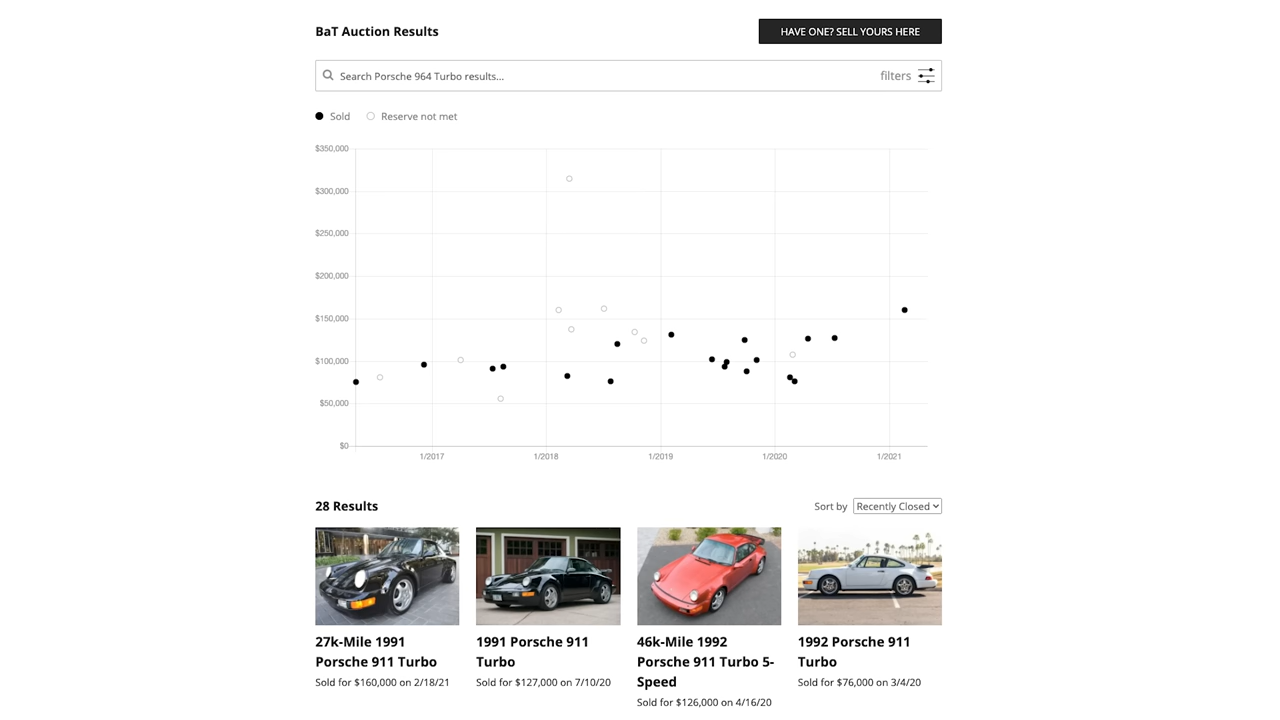 BaT Auction Results
HAVE ONE? SELL YOURS HERE
Search Porsche 964 Turbo results...
filters
Sold
Reserve not met
$350,000
$300,000
$250,000
$200,000
$150,000
$100,000
$50,000
$0
1/2017
1/2018
1/2019
1/2020
1/2021
28 Results
Sort by
Recently Closed
27k-Mile 1991
Porsche 911 Turbo
Sold for $160,000 on 2/18/21
1991 Porsche 911
Turbo
Sold for $127,000 on 7/10/20
46k-Mile 1992
Porsche 911 Turbo 5-
Speed
Sold for $126,000 on 4/16/20
1992 Porsche 911
Turbo
Sold for $76,000 on 3/4/20